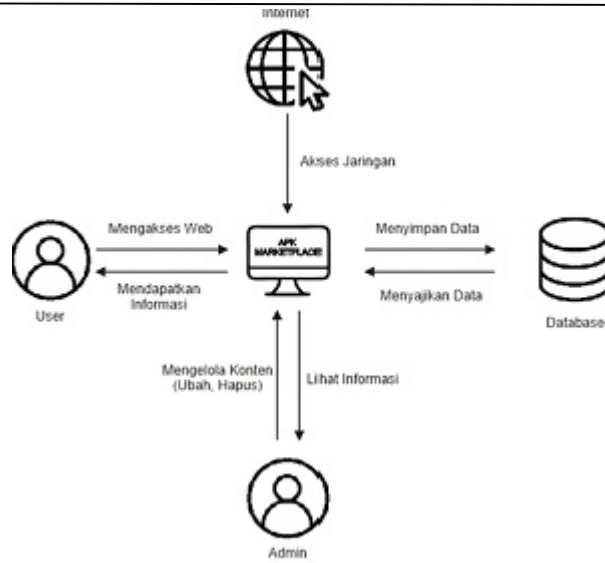 Internet
Akses Jaringan
Mengakses Web
APK
MARKETPLACE
Menyimpan Data
Mendapatkan
Informasi
Menyajikan Data
User
Database
Mengelola Konten
(Ubah, Hapus)
Lihat Informasi
Admin